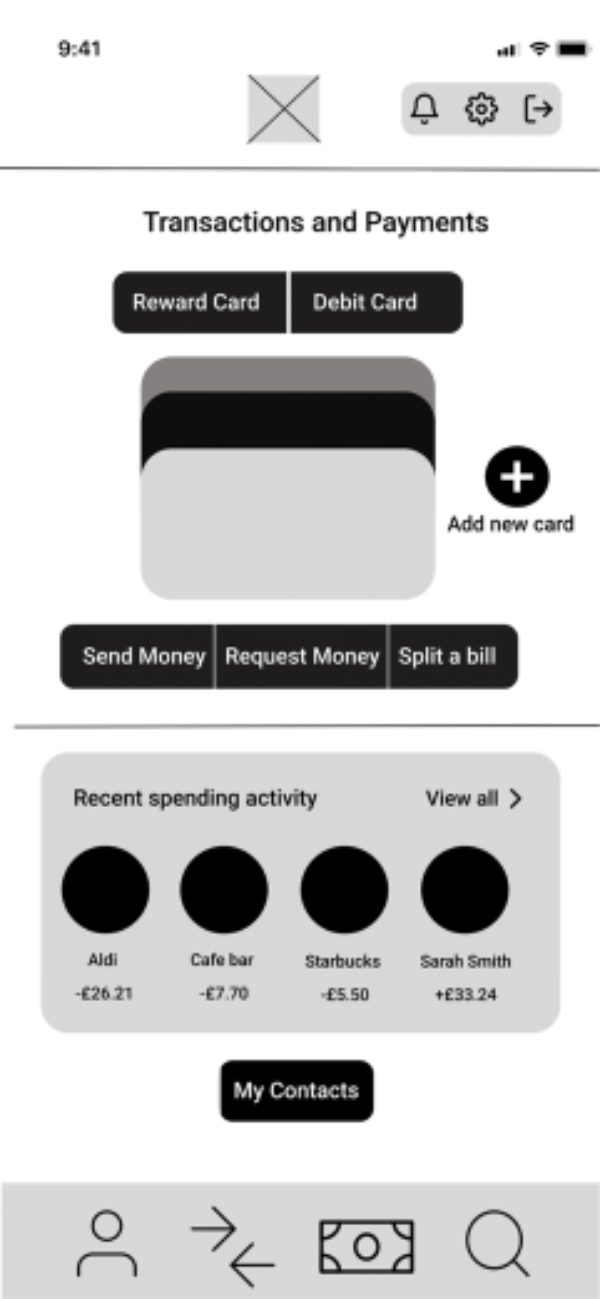 9:41
Transactions and Payments
Reward Card Debit Card
Add new card
Send Money Request Money Split a bill
Recent spending activity View all
Aldi Cafe bar Starbucks Sarah Smith
-£26.21 -£7.70 -£5.50 +£33.24
My Contacts